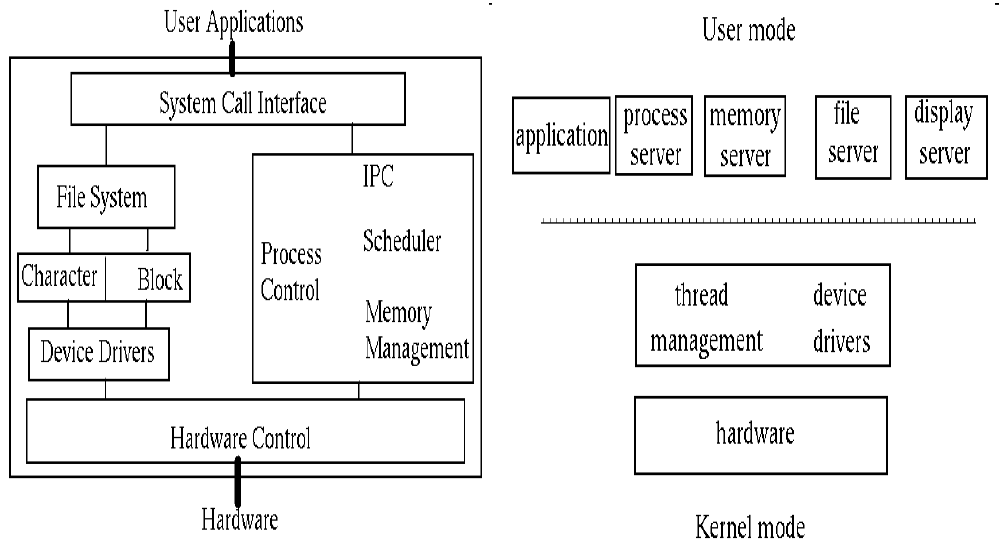 User Applications
System Call Interface
File System
Character
Block
Device Drivers
IPC
Scheduler
Process
Control
Memory
Management
Hardware Control
Hardware
User mode
application
process
server
memory
server
file
server
display
server
thread
management
device
drivers
hardware
Kernel mode